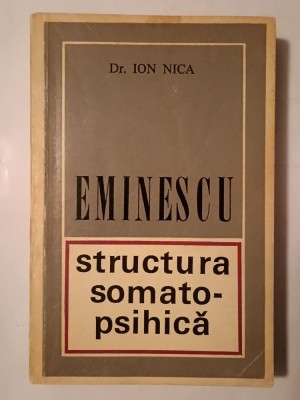 Dr. ION NICA
EMINESCU
structura
somato-
psihică